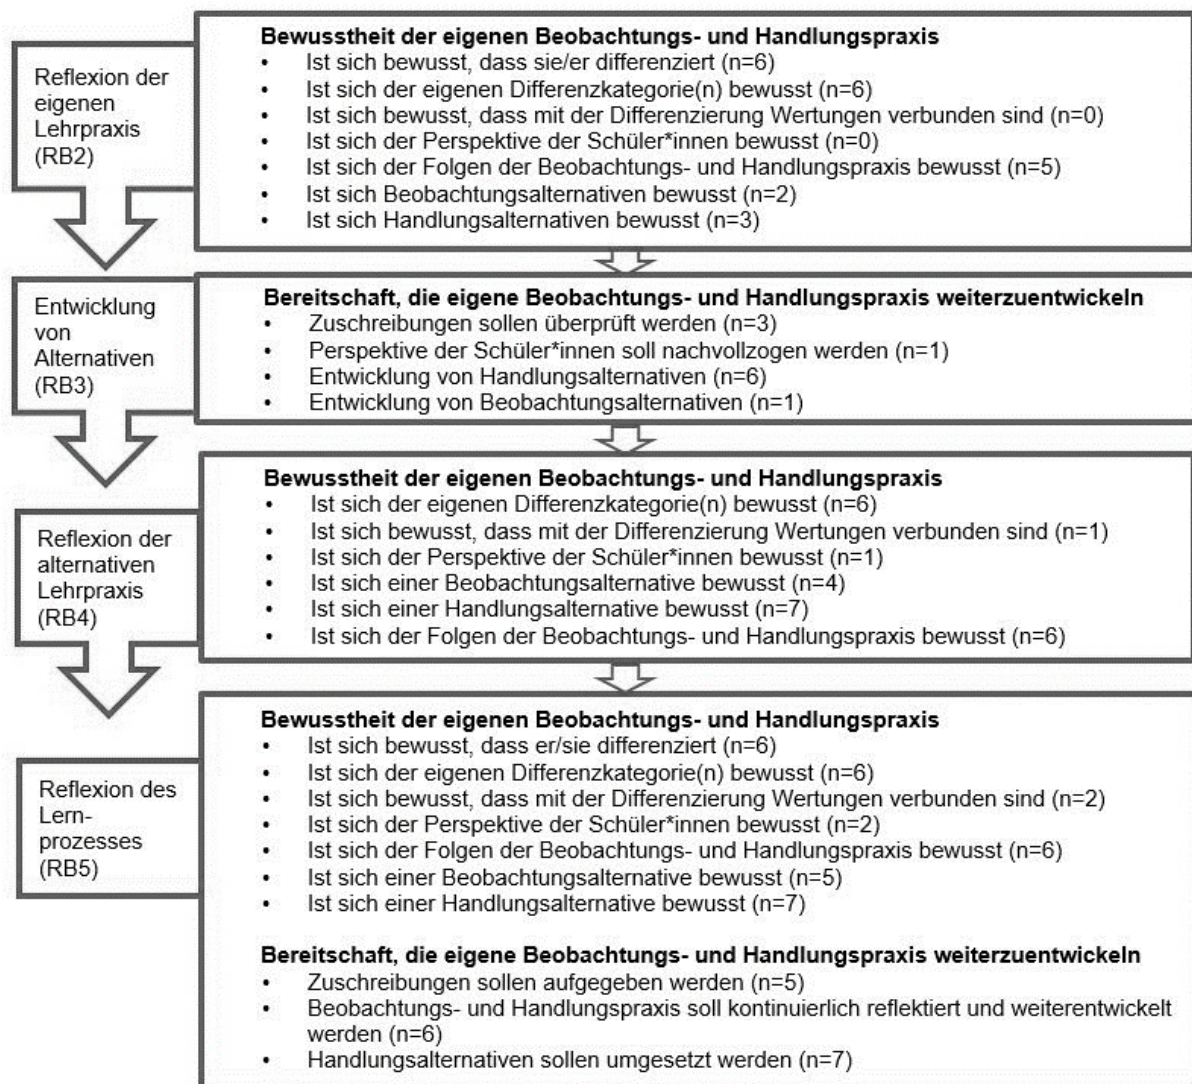 Reflexion der
eigenen
Lehrpraxis
(RB2)
Bewusstheit der eigenen Beobachtungs- und Handlungspraxis
• Ist sich bewusst, dass sie/er differenziert (n=6)
• Ist sich der eigenen Differenzkategorie(n) bewusst (n=6)
• Ist sich bewusst, dass mit der Differenzierung Wertungen verbunden sind (n=0)
• Ist sich der Perspektive der Schüler*innen bewusst (n=0)
• Ist sich der Folgen der Beobachtungs- und Handlungspraxis bewusst (n=5)
• Ist sich Beobachtungsalternativen bewusst (n=2)
• Ist sich Handlungsalternativen bewusst (n=3)
Entwicklung
von
Alternativen
(RB3)
Bereitschaft, die eigene Beobachtungs- und Handlungspraxis weiterzuentwickeln
• Zuschreibungen sollen überprüft werden (n=3)
• Perspektive der Schüler*innen soll nachvollzogen werden (n=1)
• Entwicklung von Handlungsalternativen (n=6)
• Entwicklung von Beobachtungsalternativen (n=1)
Reflexion der
alternativen
Lehrpraxis
(RB4)
Bewusstheit der eigenen Beobachtungs- und Handlungspraxis
• Ist sich der eigenen Differenzkategorie(n) bewusst (n=6)
• Ist sich bewusst, dass mit der Differenzierung Wertungen verbunden sind (n=1)
• Ist sich der Perspektive der Schüler*innen bewusst (n=1)
• Ist sich einer Beobachtungsalternative bewusst (n=4)
• Ist sich einer Handlungsalternative bewusst (n=7)
• Ist sich der Folgen der Beobachtungs- und Handlungspraxis bewusst (n=6)
Reflexion des
Lern-
prozesses
(RB5)
Bewusstheit der eigenen Beobachtungs- und Handlungspraxis
• Ist sich bewusst, dass er/sie differenziert (n=6)
• Ist sich der eigenen Differenzkategorie(n) bewusst (n=6)
• Ist sich bewusst, dass mit der Differenzierung Wertungen verbunden sind (n=2)
• Ist sich der Perspektive der Schüler*innen bewusst (n=2)
• Ist sich der Folgen der Beobachtungs- und Handlungspraxis bewusst (n=6)
• Ist sich einer Beobachtungsalternative bewusst (n=5)
• Ist sich einer Handlungsalternative bewusst (n=7)
Bereitschaft, die eigene Beobachtungs- und Handlungspraxis weiterzuentwickeln
• Zuschreibungen sollen aufgegeben werden (n=5)
• Beobachtungs- und Handlungspraxis soll kontinuierlich reflektiert und weiterentwickelt
werden (n=6)
• Handlungsalternativen sollen umgesetzt werden (n=7)